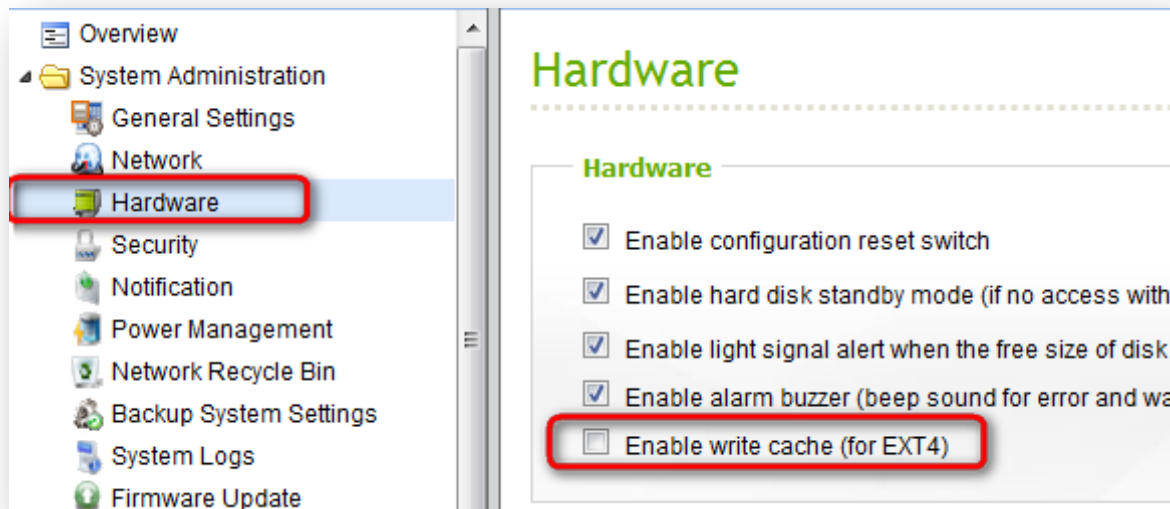 Overview
System Administration
General Settings
Network
Hardware
Security
Notification
Power Management
Network Recycle Bin
Backup System Settings
System Logs
Firmware Update
Hardware
Hardware
Enable configuration reset switch
Enable hard disk standby mode (if no access with
Enable light signal alert when the free size of disk
Enable alarm buzzer (beep sound for error and wa
Enable write cache (for EXT4)